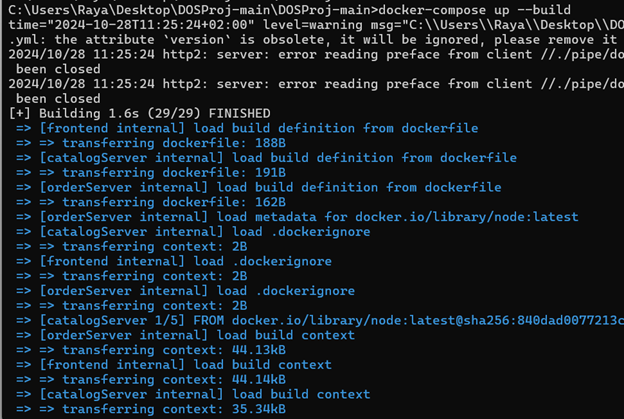 C:\Users\Raya\Desktop\DOSProj-main\DOSProj-main>docker-compose up --build
time="2024-10-28T11:25:24+02:00" level=warning msg="C:\\Users\\Raya\\Desktop\\DO
.yml: the attribute `version` is obsolete, it will be ignored, please remove it
2024/10/28 11:25:24 http2: server: error reading preface from client //./pipe/do
 been closed
2024/10/28 11:25:24 http2: server: error reading preface from client //./pipe/do
 been closed
[+] Building 1.6s (29/29) FINISHED
 => [frontend internal] load build definition from dockerfile
 => => transferring dockerfile: 188B
 => [catalogServer internal] load build definition from dockerfile
 => => transferring dockerfile: 191B
 => [orderServer internal] load build definition from dockerfile
 => => transferring dockerfile: 162B
 => [orderServer internal] load metadata for docker.io/library/node:latest
 => [catalogServer internal] load .dockerignore
 => => transferring context: 2B
 => [frontend internal] load .dockerignore
 => => transferring context: 2B
 => [orderServer internal] load .dockerignore
 => => transferring context: 2B
 => [catalogServer 1/5] FROM docker.io/library/node:latest@sha256:840dad0077213c
 => [orderServer internal] load build context
 => => transferring context: 44.13kB
 => [frontend internal] load build context
 => => transferring context: 44.14kB
 => [catalogServer internal] load build context
 => => transferring context: 35.34kB